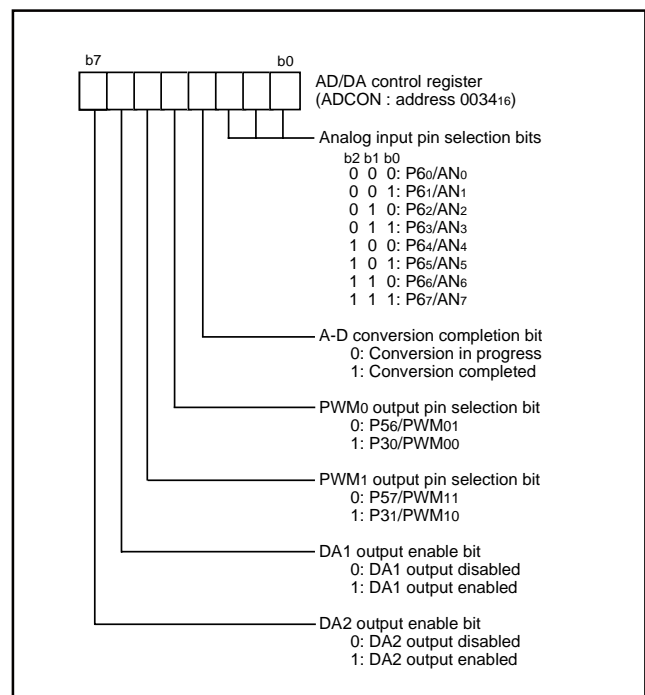 b7 b0
AD/DA control register
(ADCON : address 003416)
Analog input pin selection bits
b2 b1 b0
0 0 0: P60/AN0
0 0 1: P61/AN1
0 1 0: P62/AN2
0 1 1: P63/AN3
1 0 0: P64/AN4
1 0 1: P65/AN5
1 1 0: P66/AN6
1 1 1: P67/AN7
A-D conversion completion bit
0: Conversion in progress
1: Conversion completed
PWM0 output pin selection bit
0: P56/PWM01
1: P30/PWM00
PWM1 output pin selection bit
0: P57/PWM11
1: P31/PWM10
DA1 output enable bit
0: DA1 output disabled
1: DA1 output enabled
DA2 output enable bit
0: DA2 output disabled
1: DA2 output enabled